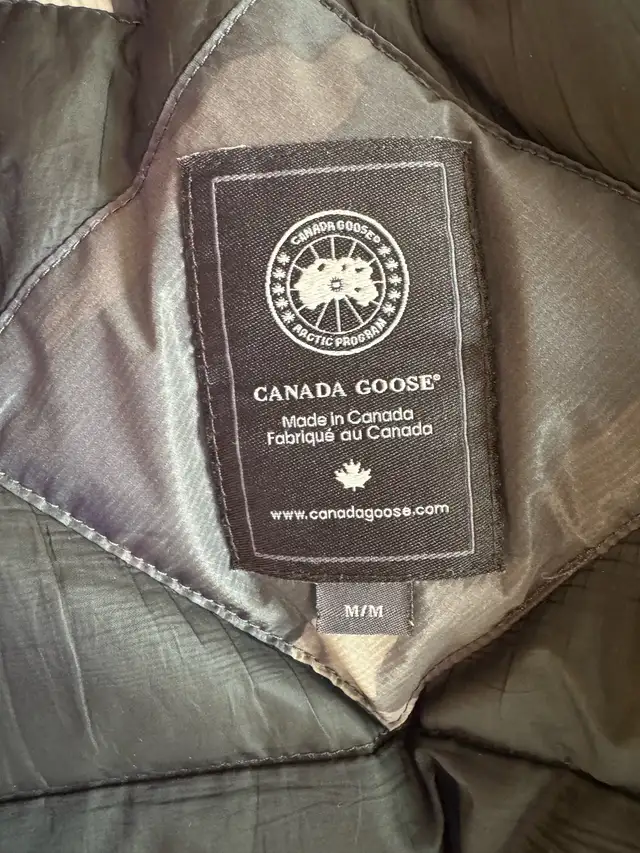 CANADA GOOSE®
ARCTIC PROGRAM
CANADA GOOSE®
Made in Canada
Fabriqué au Canada
www.canadagoose.com
M/M